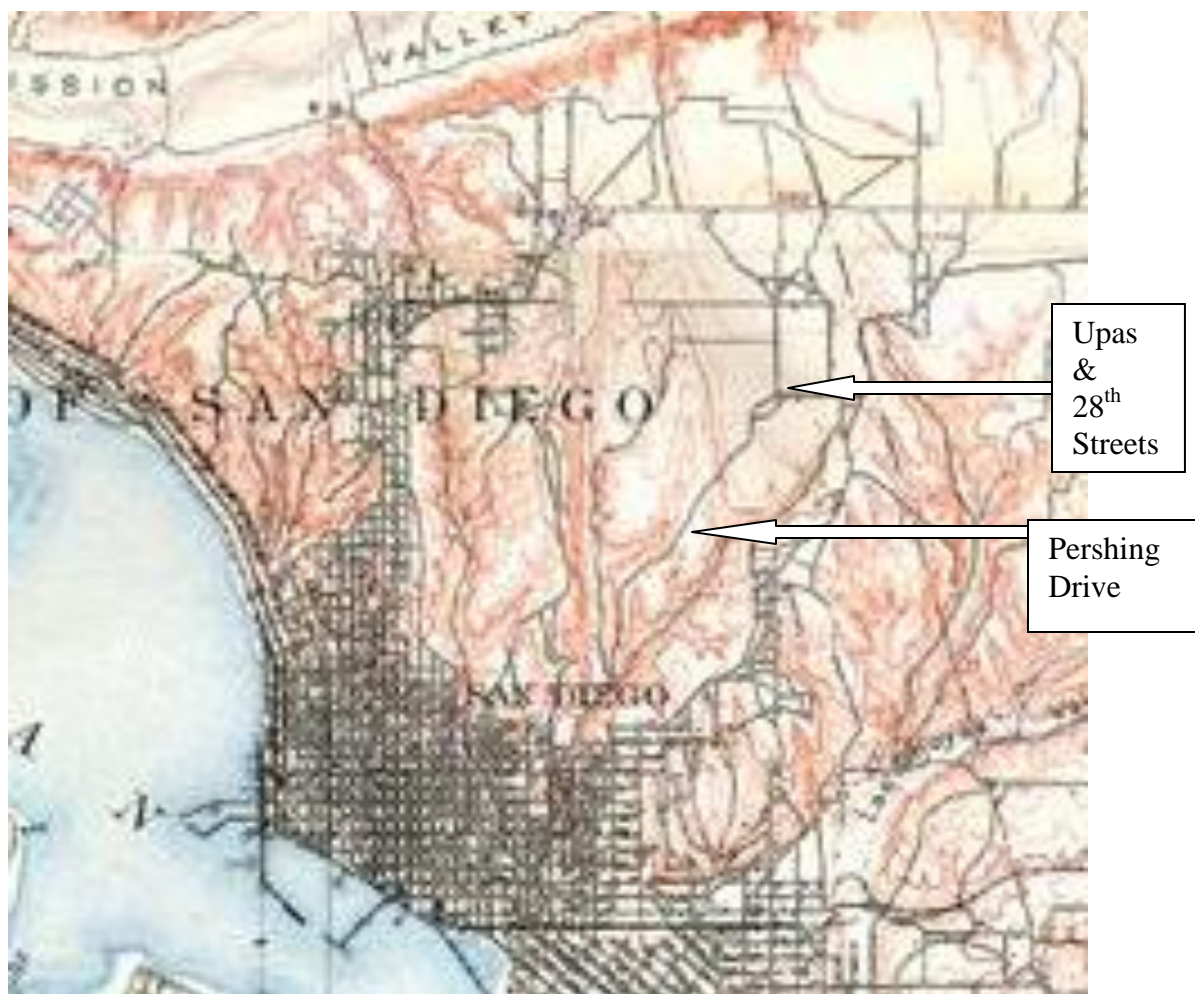 SSION
VALLEY
OF SAN DIEGO
Upas
&
28th
Streets
Pershing
Drive
SAN DIEGO
A
A